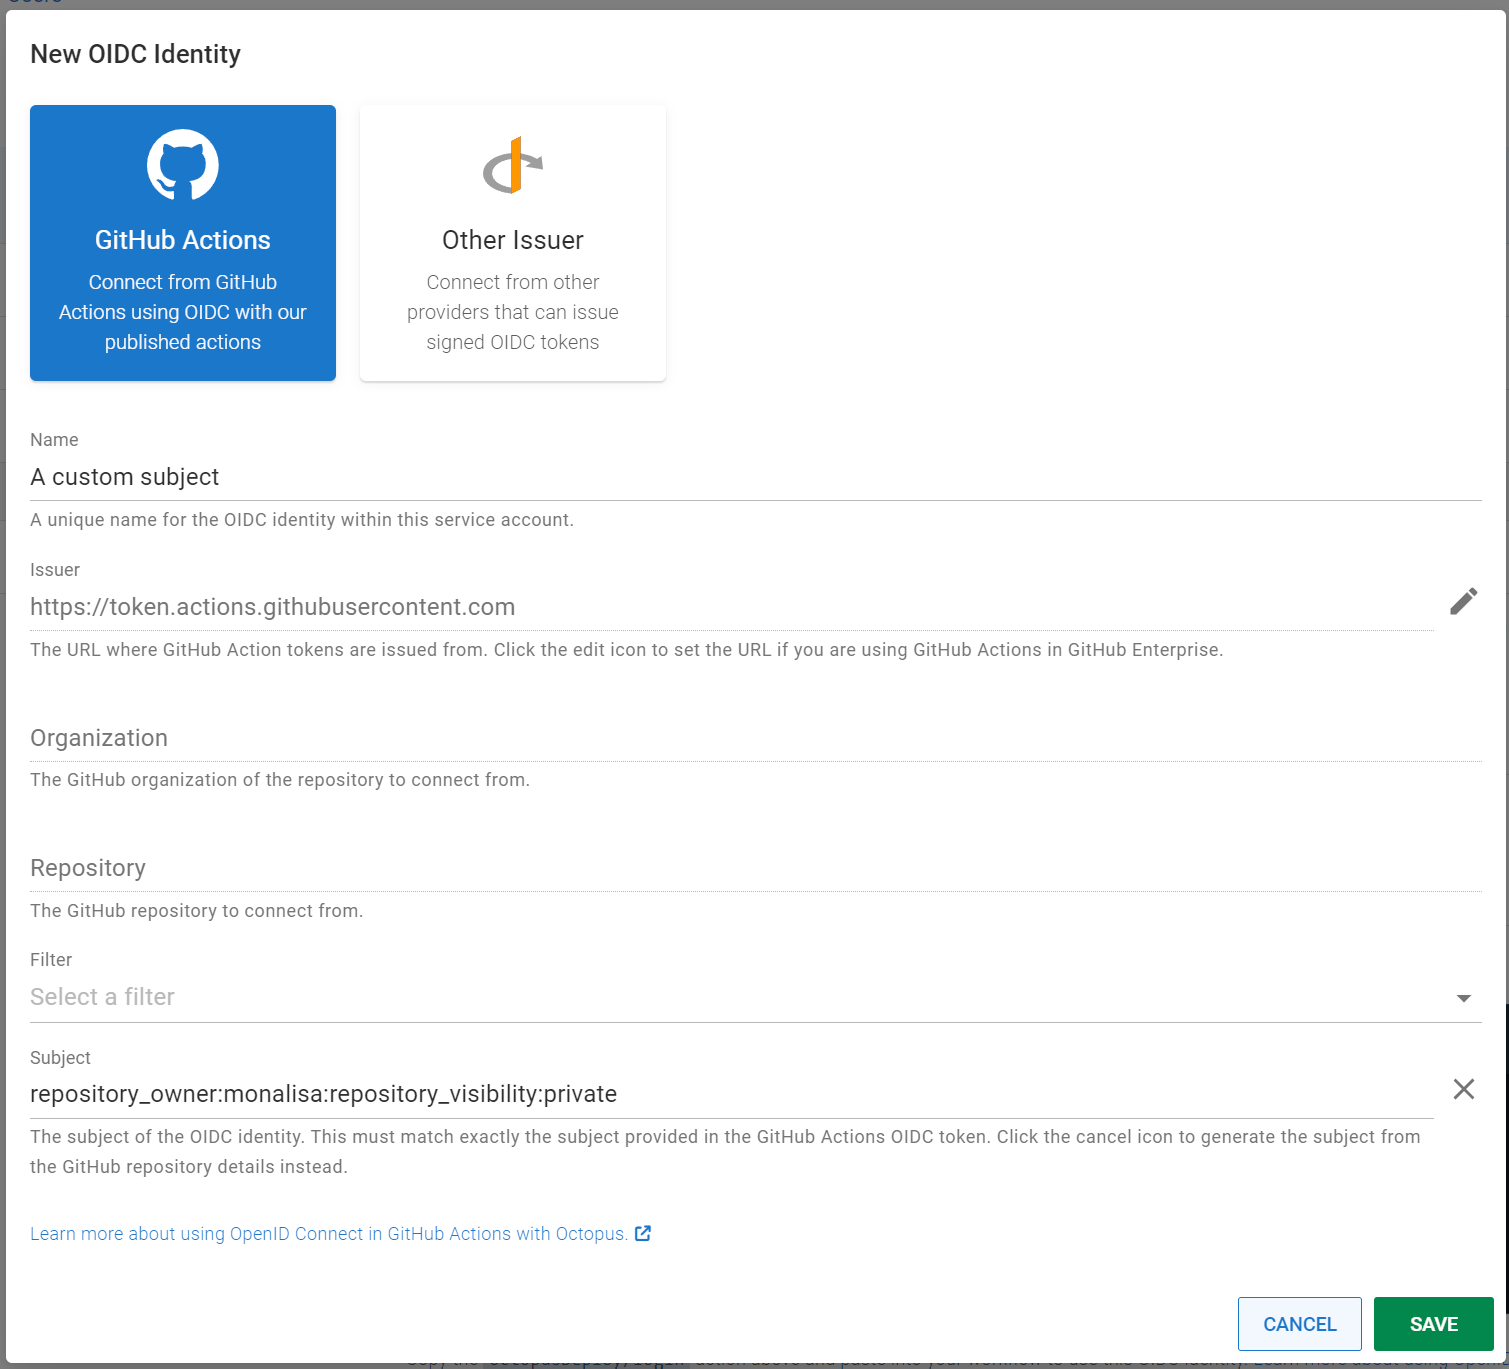 New OIDC Identity
GitHub Actions
Connect from GitHub
Actions using OIDC with our
published actions
Other Issuer
Connect from other
providers that can issue
signed OIDC tokens
Name
A custom subject
A unique name for the OIDC identity within this service account.
Issuer
https://token.actions.githubusercontent.com
The URL where GitHub Action tokens are issued from. Click the edit icon to set the URL if you are using GitHub Actions in GitHub Enterprise.
Organization
The GitHub organization of the repository to connect from.
Repository
The GitHub repository to connect from.
Filter
Select a filter
Subject
repository_owner:monalisa:repository_visibility:private
The subject of the OIDC identity. This must match exactly the subject provided in the GitHub Actions OIDC token. Click the cancel icon to generate the subject from
the GitHub repository details instead.
Learn more about using OpenID Connect in GitHub Actions with Octopus.
CANCEL
SAVE